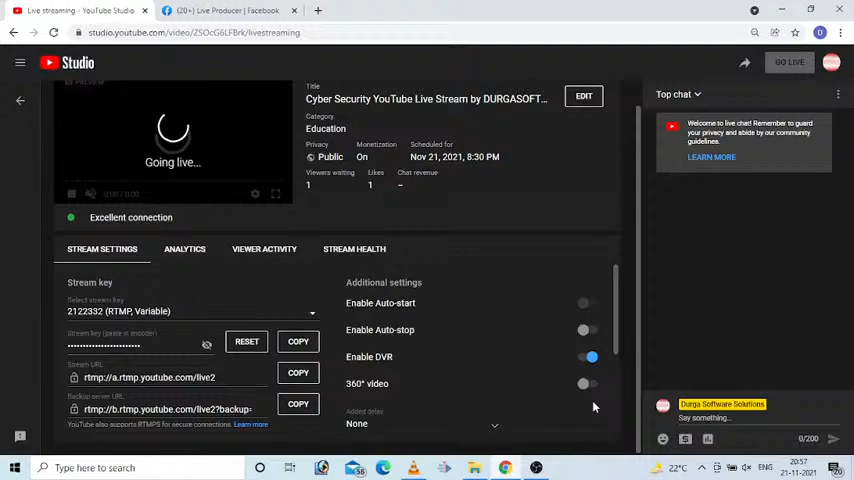 Live streaming - YouTube Studio
(20+) Live Producer | Facebook
studio.youtube.com/video/ZSOcG6LFBrk/livestreaming
D
Studio
GO LIVE
PREVIEW
Going live...
0:00 / 0:00
Excellent connection
Title
Cyber Security YouTube Live Stream by DURGASOFT...
EDIT
Category
Education
Privacy Monetization Scheduled for
Public On Nov 21, 2021, 8:30 PM
Viewers waiting Likes Chat revenue
1 1 –
STREAM SETTINGS ANALYTICS VIEWER ACTIVITY STREAM HEALTH
Stream key
Select stream key
2122332 (RTMP, Variable)
Stream key (paste in encoder)
RESET COPY
Stream URL
rtmp://a.rtmp.youtube.com/live2
COPY
Backup server URL
rtmp://b.rtmp.youtube.com/live2?backup=
COPY
YouTube also supports RTMPS for secure connections. Learn more
Additional settings
Enable Auto-start
Enable Auto-stop
Enable DVR
360° video
Added delay
None
Top chat
Welcome to live chat! Remember to guard
your privacy and abide by our community
guidelines.
LEARN MORE
Durga Software Solutions
Say something...
0/200
Type here to search
58
22°C
ENG
20:57
21-11-2021
20